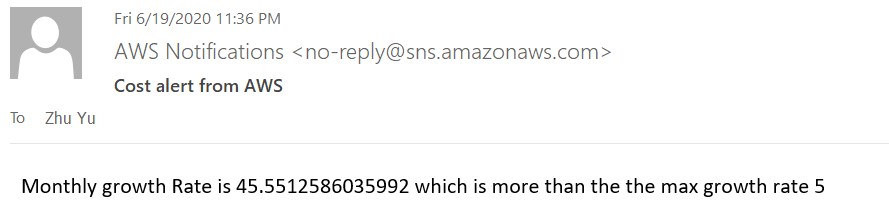 Fri 6/19/2020 11:36 PM
AWS Notifications <no-reply@sns.amazonaws.com>
Cost alert from AWS
To Zhu Yu
Monthly growth Rate is 45.5512586035992 which is more than the the max growth rate 5